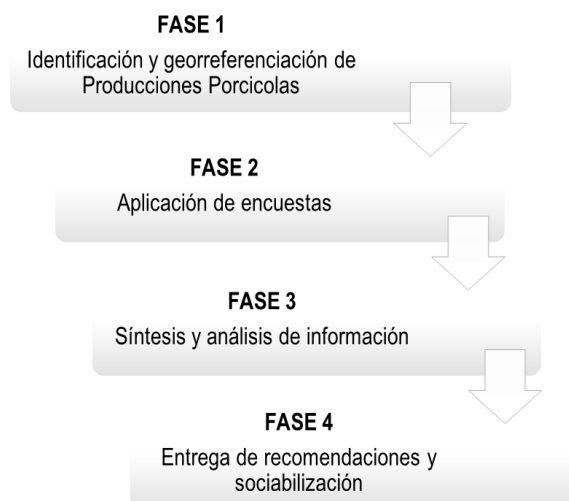 FASE 1
Identificación y georreferenciación de
Producciones Porcicolas
FASE 2
Aplicación de encuestas
FASE 3
Síntesis y análisis de información
FASE 4
Entrega de recomendaciones y
sociabilización